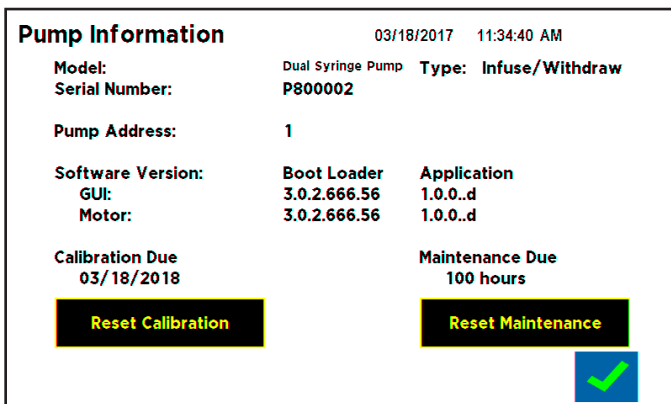 Pump Information 03/18/2017 11:34:40 AM
Model: Dual Syringe Pump Type: Infuse/Withdraw
Serial Number: P800002
Pump Address: 1
Software Version: Boot Loader Application
GUI: 3.0.2.666.56 1.0.0..d
Motor: 3.0.2.666.56 1.0.0..d
Calibration Due Maintenance Due
03/18/2018 100 hours
Reset Calibration Reset Maintenance